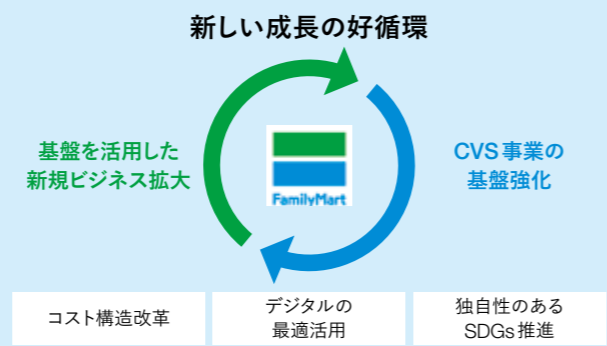 新しい成長の好循環
基盤を活用した
新規ビジネス拡大
FamilyMart
CVS事業の
基盤強化
コスト構造改革
デジタルの
最適活用
独自性のある
SDGs推進